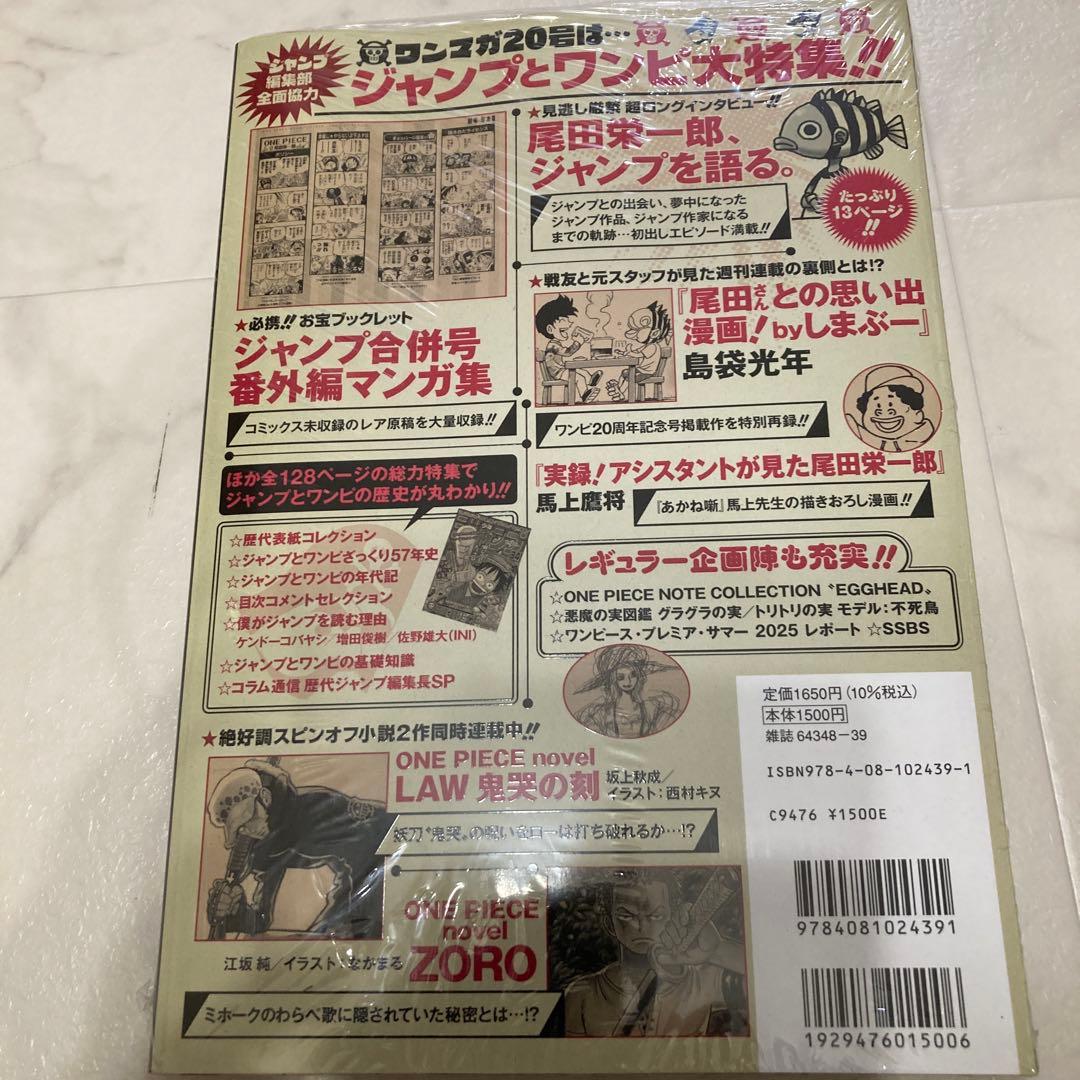 ワンマガ20号は…
ジャンプ
編集部
全面協力
ジャンプとワンピ大特集!!
ONE PIECE
★必携!! お宝ブックレット
ジャンプ合併号
番外編マンガ集
コミックス未収録のレア原稿を大量収録!!
★見逃し厳禁 超ロングインタビュー!!
尾田栄一郎、
ジャンプを語る。
ジャンプとの出会い、夢中になった
ジャンプ作品、ジャンプ作家になる
までの軌跡…初出しエピソード満載!!
たっぷり
13ページ
!!
★戦友と元スタッフが見た週刊連載の裏側とは!?
『尾田さんとの思い出
漫画!byしまぶー』
島袋光年
ワンピ20周年記念号掲載作を特別再録!!
『実録!アシスタントが見た尾田栄一郎』
馬上鷹将
『あかね噺』馬上先生の描きおろし漫画!!
ほか全128ページの総力特集で
ジャンプとワンピの歴史が丸わかり!!
☆歴代表紙コレクション
☆ジャンプとワンピざっくり57年史
☆ジャンプとワンピの年代記
☆目次コメントセレクション
☆僕がジャンプを読む理由
ケンドーコバヤシ/増田俊樹/佐野雄大(INI)
☆ジャンプとワンピの基礎知識
☆コラム通信 歴代ジャンプ編集長SP
レギュラー企画陣も充実!!
☆ONE PIECE NOTE COLLECTION〝EGGHEAD〟
☆悪魔の実図鑑 グラグラの実/トリトリの実 モデル:不死鳥
☆ワンピース・プレミア・サマー 2025 レポート ☆SSBS
★絶好調スピンオフ小説2作同時連載中!!
ONE PIECE novel
LAW 鬼哭の刻
坂上秋成/
イラスト:西村キヌ
妖刀〝鬼哭〟の呪いをローは打ち破れるか…!?
ONE PIECE
novel
ZORO
江坂 純/イラスト:なかまる
ミホークのわらべ歌に隠されていた秘密とは…!?
定価1650円(10%税込)
本体1500円
雑誌 64348-39
ISBN978-4-08-102439-1
C9476 ¥1500E
9784081024391
1929476015006